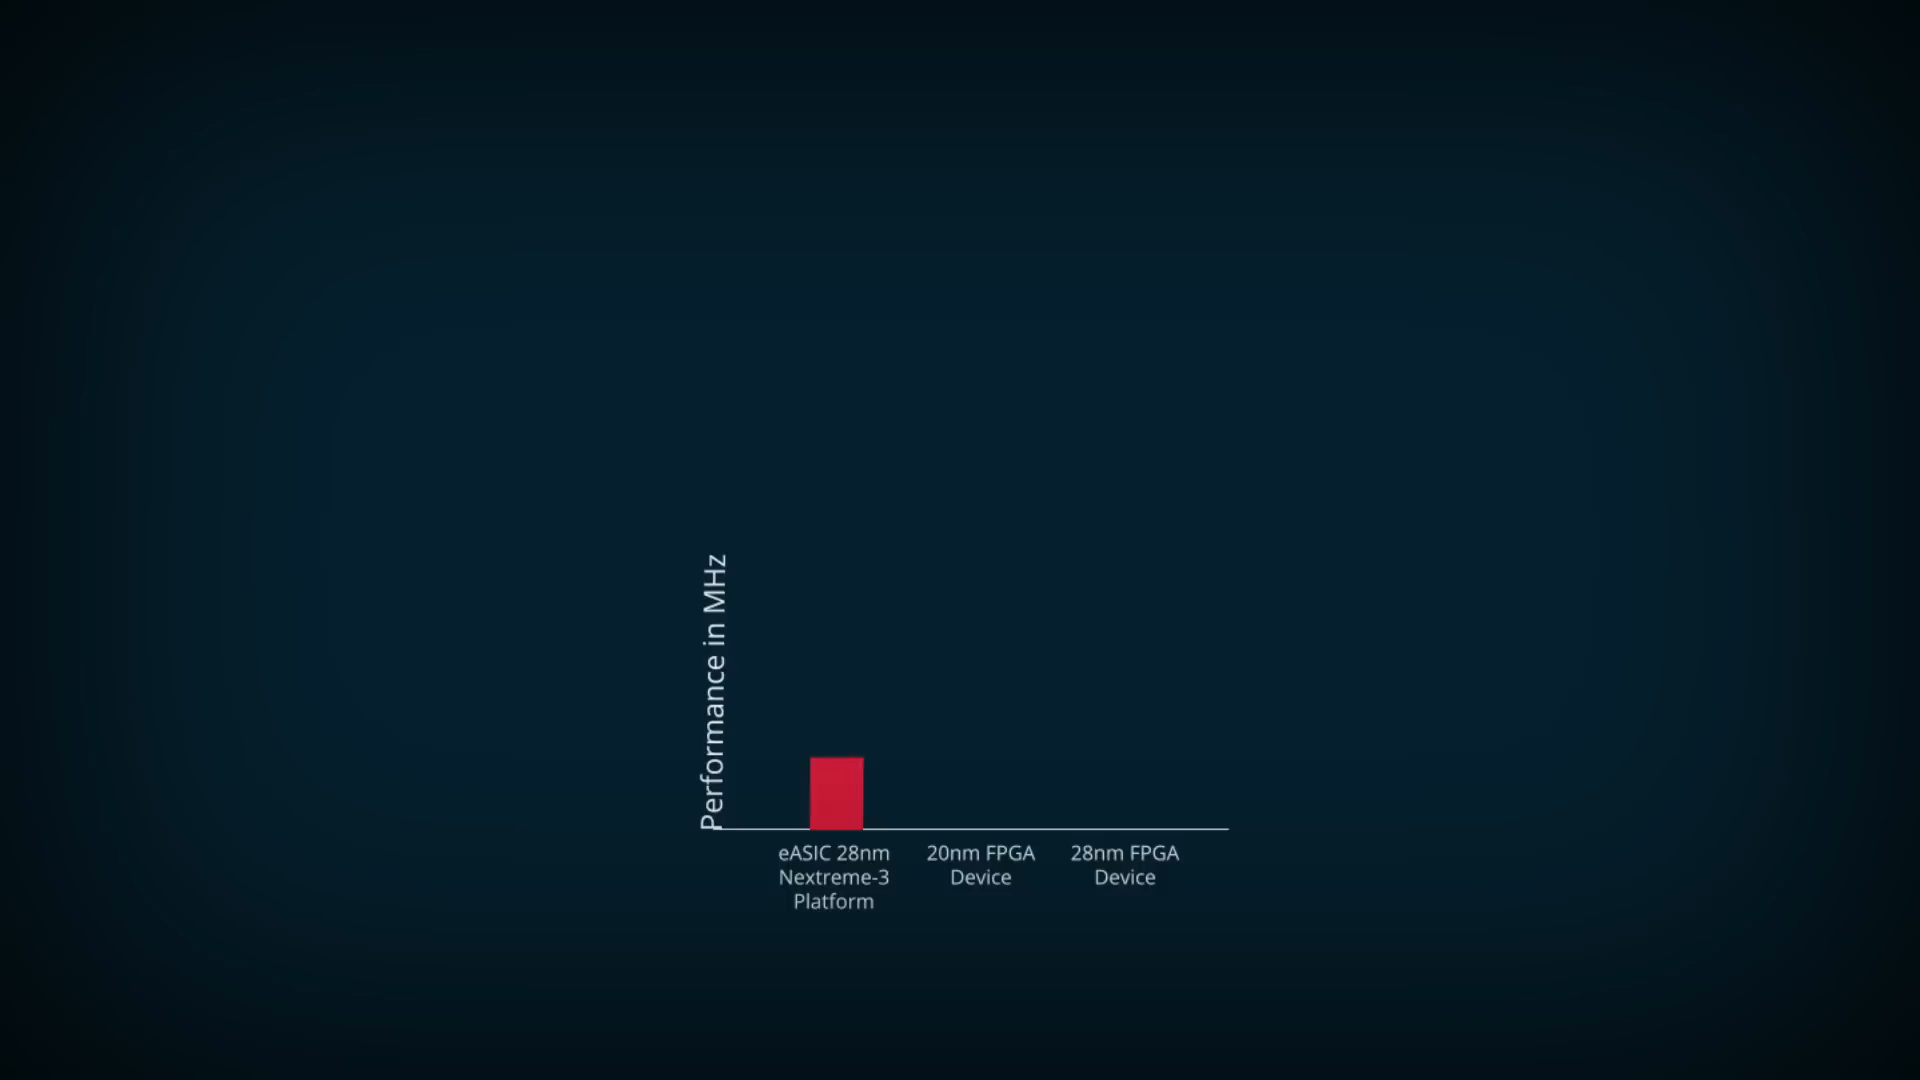 Performance in MHz
eASIC 28nm
Nextreme-3
Platform
20nm FPGA
Device
28nm FPGA
Device